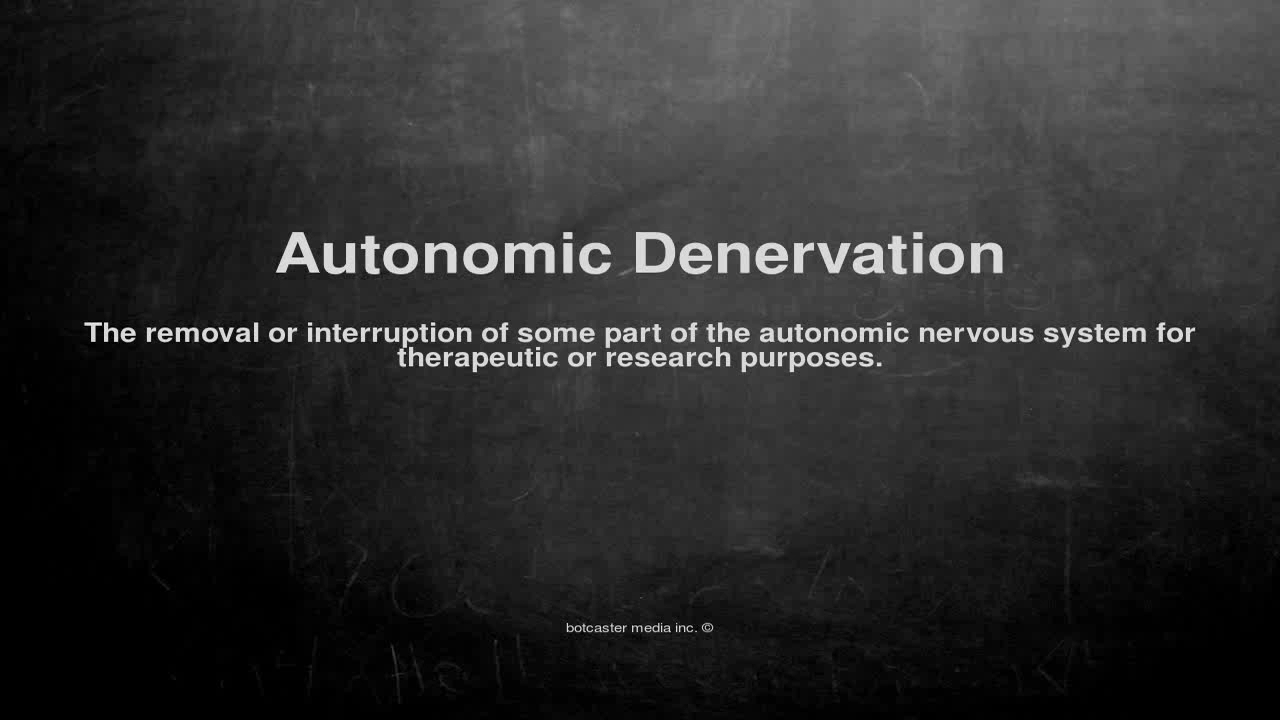 Autonomic Denervation
The removal or interruption of some part of the autonomic nervous system for
therapeutic or research purposes.
botcaster media inc. ©